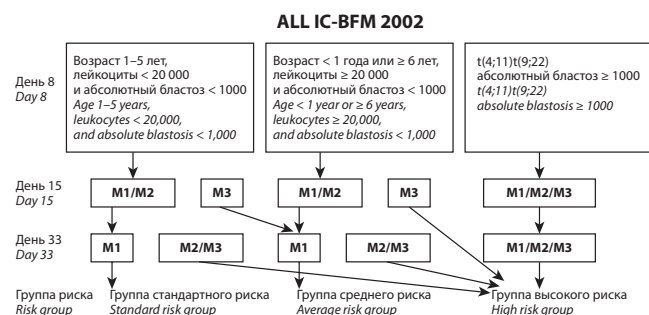 ALL IC-BFM 2002
День 8
Day 8
Возраст 1–5 лет,
лейкоциты < 20 000
и абсолютный бластоз < 1000
Age 1–5 years,
leukocytes < 20,000,
and absolute blastosis < 1,000
Возраст < 1 года или ≥ 6 лет,
лейкоциты ≥ 20 000
и абсолютный бластоз < 1000
Age < 1 year or ≥ 6 years,
leukocytes ≥ 20,000,
and absolute blastosis < 1,000
t(4;11)t(9;22)
абсолютный бластоз ≥ 1000
t(4;11)t(9;22)
absolute blastosis ≥ 1000
День 15
Day 15
M1/M2
M3
M1/M2
M3
M1/M2/M3
День 33
Day 33
M1
M2/M3
M1
M2/M3
M1/M2/M3
Группа риска
Risk group
Группа стандартного риска
Standard risk group
Группа среднего риска
Average risk group
Группа высокого риска
High risk group